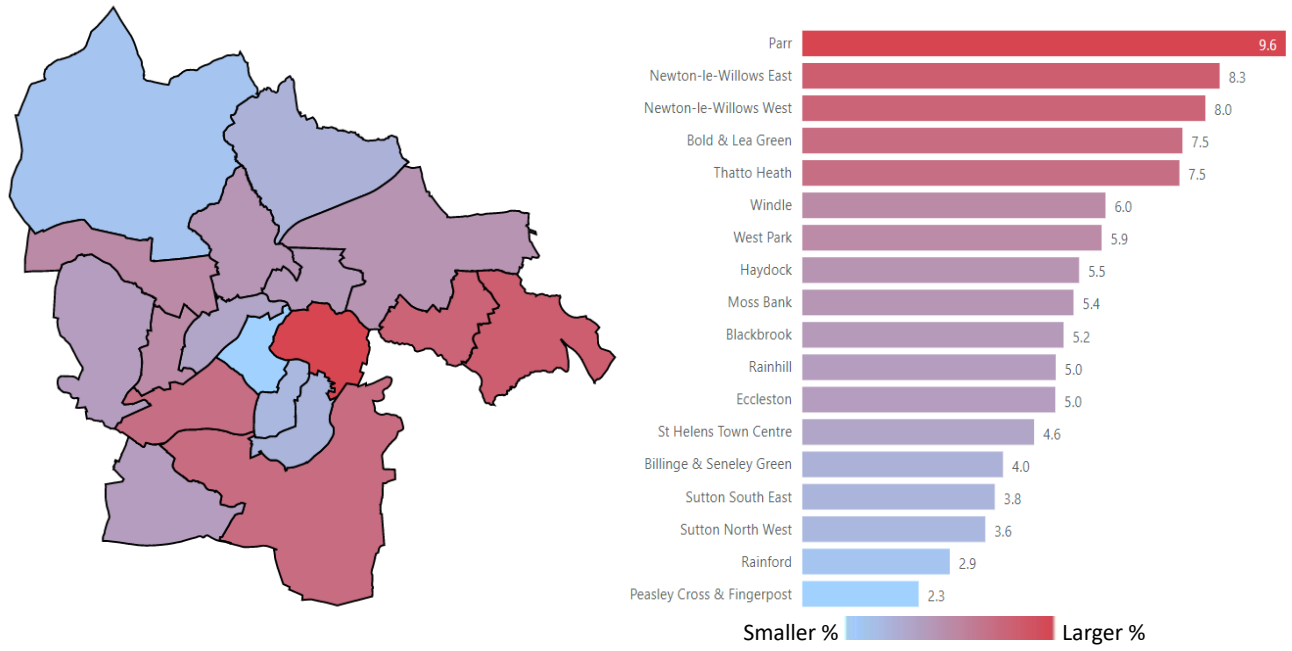 Parr 9.6
Newton-le-Willows East 8.3
Newton-le-Willows West 8.0
Bold & Lea Green 7.5
Thatto Heath 7.5
Windle 6.0
West Park 5.9
Haydock 5.5
Moss Bank 5.4
Blackbrook 5.2
Rainhill 5.0
Eccleston 5.0
St Helens Town Centre 4.6
Billinge & Seneley Green 4.0
Sutton South East 3.8
Sutton North West 3.6
Rainford 2.9
Peasley Cross & Fingerpost 2.3
Smaller % Larger %